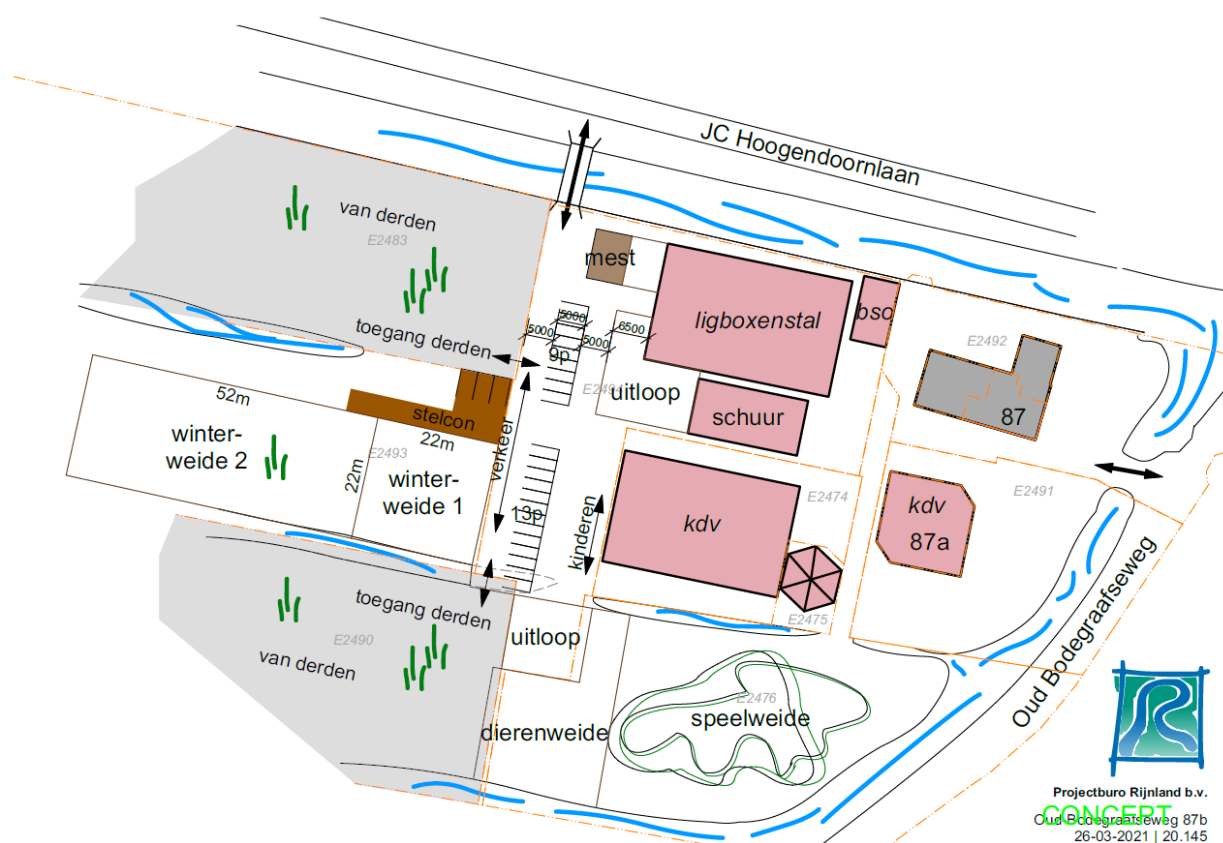 JC Hoogendoornlaan
van derden
E2483
mest
ligboxenstal
bso
E2492
toegang derden
5000
5000
5000
6500
9p
uitloop
schuur
87
52m
stelcon
22m
winter-
weide 2
E2493
22m
winter-
weide 1
verkeer
13p
kinderen
kdv
E2474
kdv
87a
E2491
toegang derden
E2490
van derden
uitloop
E2475
dierenweide
E2476
speelweide
Oud Bodegraafseweg
Projectburo Rijnland b.v.
CONCEPT
Oud Bodegraafseweg 87b
26-03-2021 | 20.145